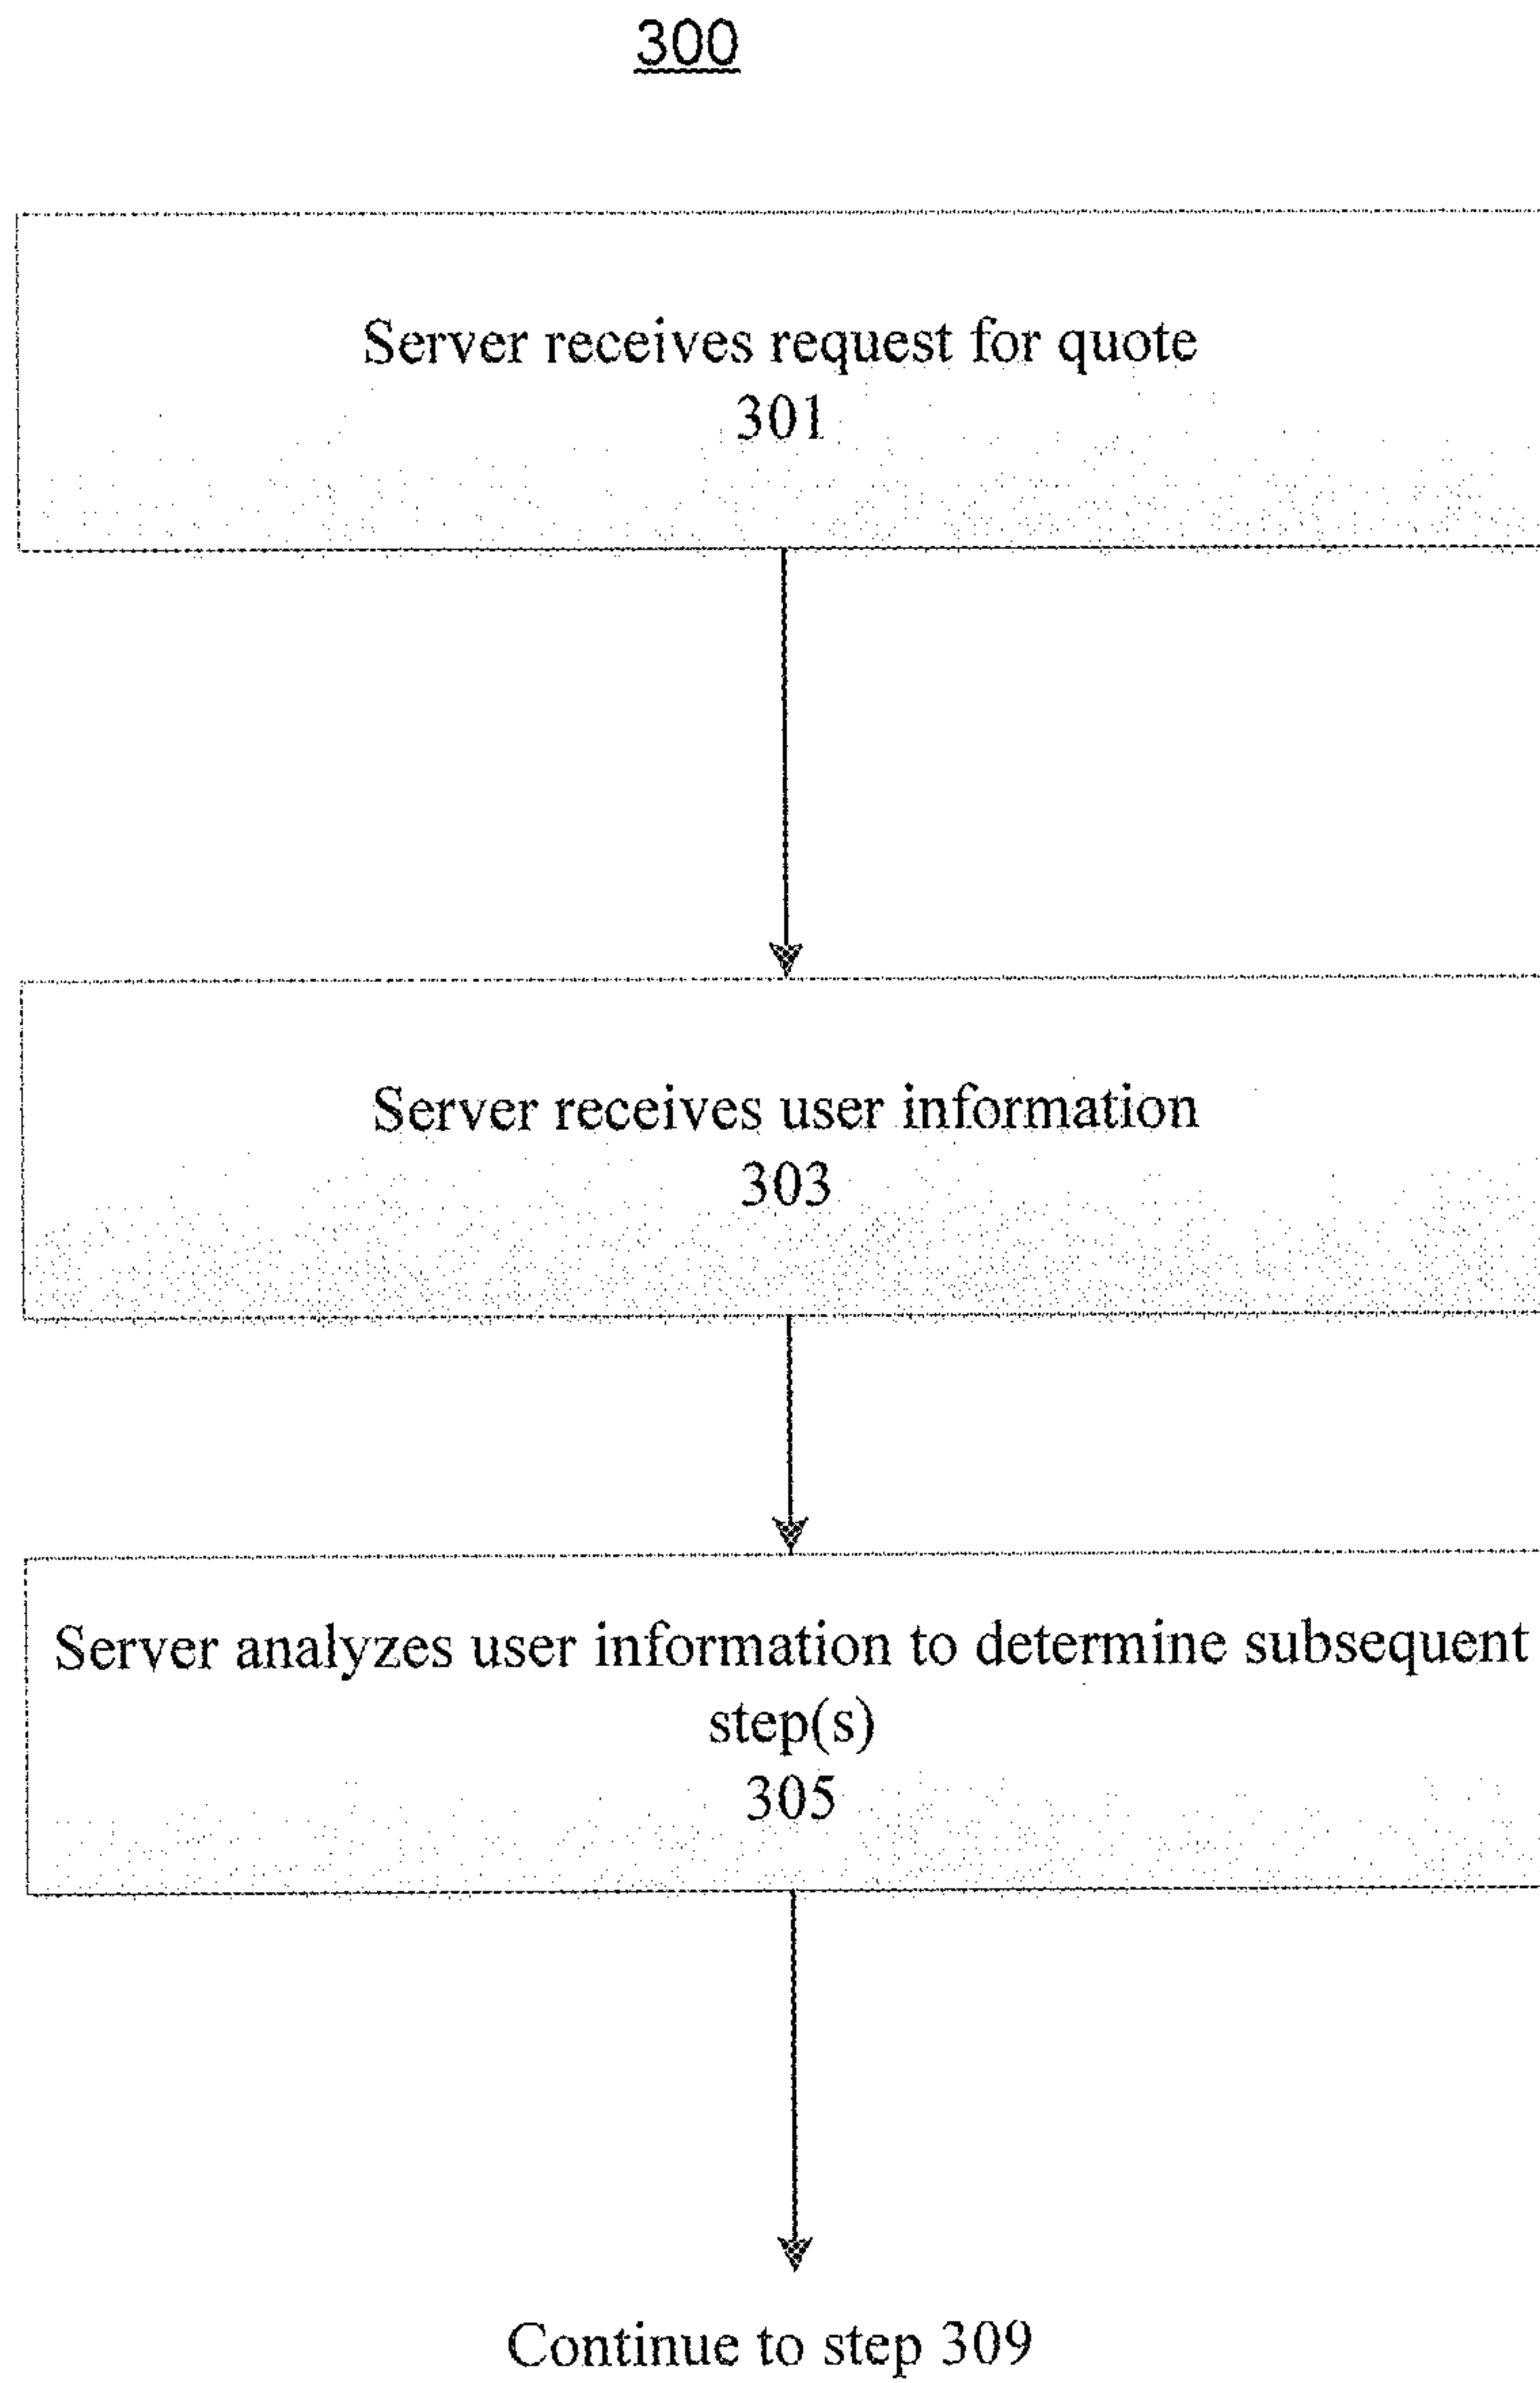 300
Server receives request for quote
301
Server receives user information
303
Server analyzes user information to determine subsequent
step(s)
305
Continue to step 309